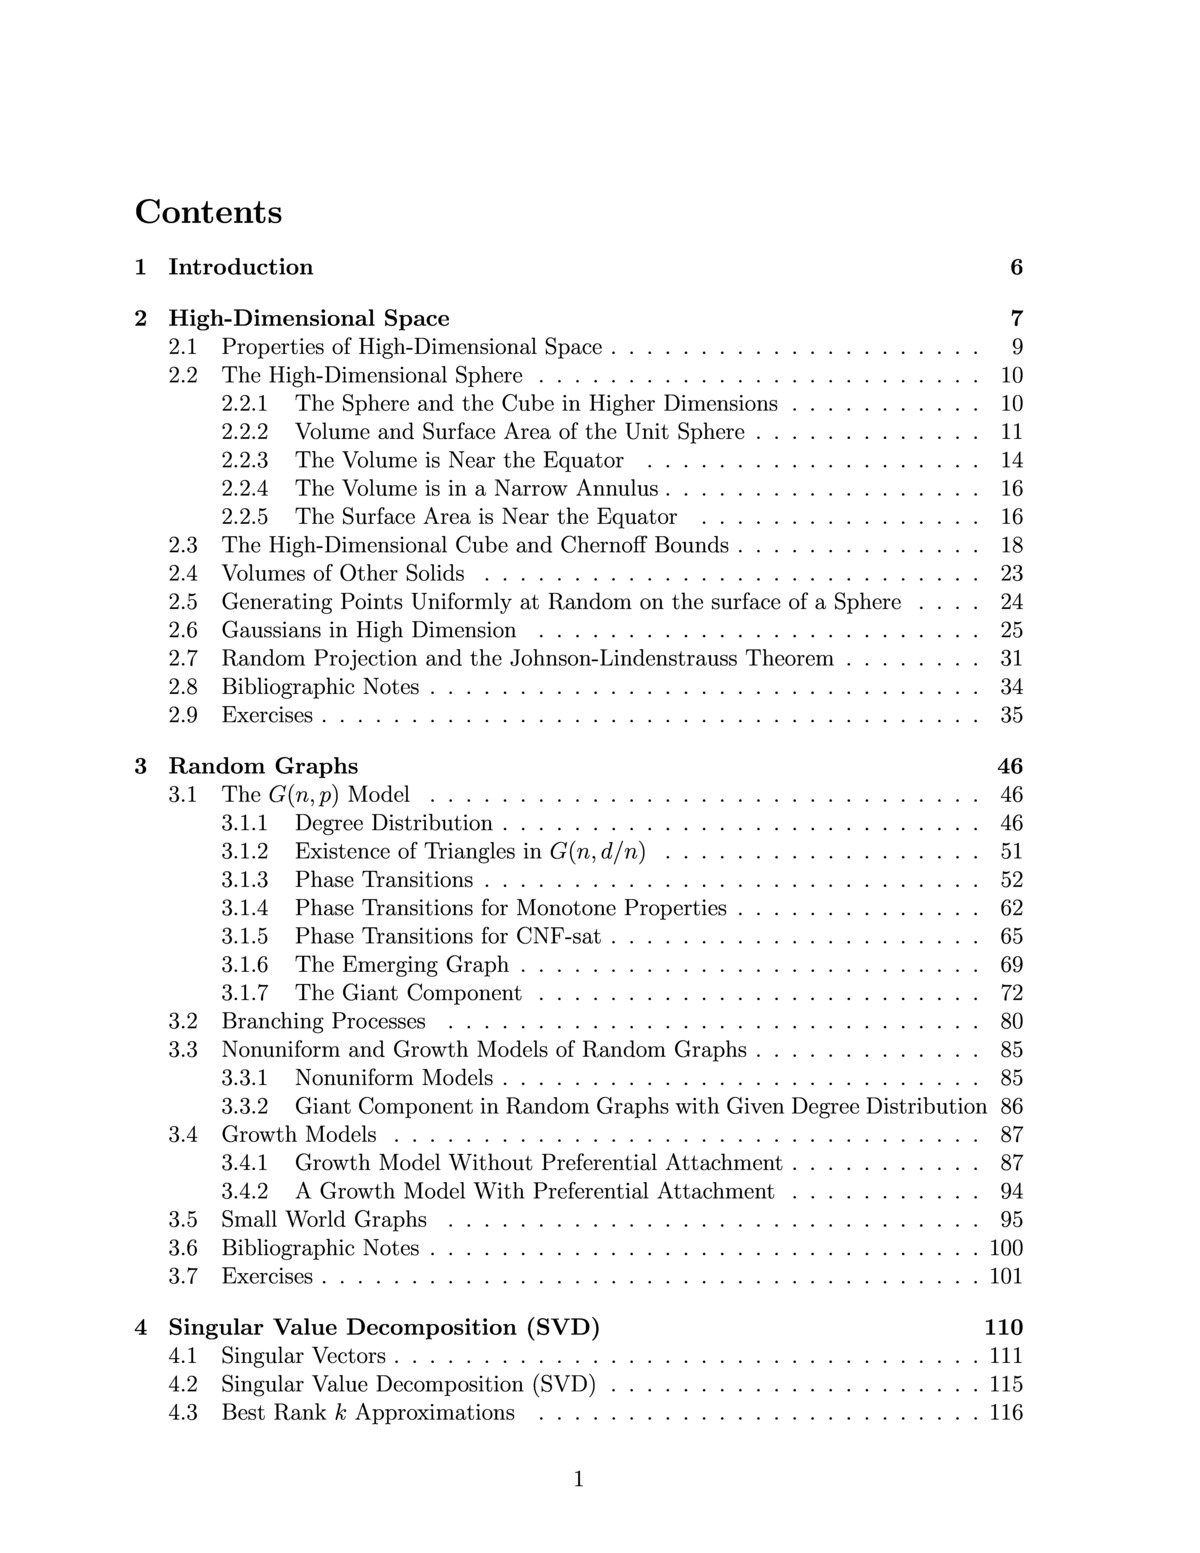 Contents
1 Introduction 6
2 High-Dimensional Space 7
2.1 Properties of High-Dimensional Space . . . . . . . . . . . . . . . . . . . . . 9
2.2 The High-Dimensional Sphere . . . . . . . . . . . . . . . . . . . . . . . . . 10
2.2.1 The Sphere and the Cube in Higher Dimensions . . . . . . . . . . . 10
2.2.2 Volume and Surface Area of the Unit Sphere . . . . . . . . . . . . . 11
2.2.3 The Volume is Near the Equator . . . . . . . . . . . . . . . . . . . 14
2.2.4 The Volume is in a Narrow Annulus . . . . . . . . . . . . . . . . . . 16
2.2.5 The Surface Area is Near the Equator . . . . . . . . . . . . . . . . 16
2.3 The High-Dimensional Cube and Chernoff Bounds . . . . . . . . . . . . . . 18
2.4 Volumes of Other Solids . . . . . . . . . . . . . . . . . . . . . . . . . . . . 23
2.5 Generating Points Uniformly at Random on the surface of a Sphere . . . . 24
2.6 Gaussians in High Dimension . . . . . . . . . . . . . . . . . . . . . . . . . 25
2.7 Random Projection and the Johnson-Lindenstrauss Theorem . . . . . . . . 31
2.8 Bibliographic Notes . . . . . . . . . . . . . . . . . . . . . . . . . . . . . . . 34
2.9 Exercises . . . . . . . . . . . . . . . . . . . . . . . . . . . . . . . . . . . . . 35
3 Random Graphs 46
3.1 The G(n, p) Model . . . . . . . . . . . . . . . . . . . . . . . . . . . . . . . 46
3.1.1 Degree Distribution . . . . . . . . . . . . . . . . . . . . . . . . . . . 46
3.1.2 Existence of Triangles in G(n, d/n) . . . . . . . . . . . . . . . . . . 51
3.1.3 Phase Transitions . . . . . . . . . . . . . . . . . . . . . . . . . . . . 52
3.1.4 Phase Transitions for Monotone Properties . . . . . . . . . . . . . . 62
3.1.5 Phase Transitions for CNF-sat . . . . . . . . . . . . . . . . . . . . . 65
3.1.6 The Emerging Graph . . . . . . . . . . . . . . . . . . . . . . . . . . 69
3.1.7 The Giant Component . . . . . . . . . . . . . . . . . . . . . . . . . 72
3.2 Branching Processes . . . . . . . . . . . . . . . . . . . . . . . . . . . . . . 80
3.3 Nonuniform and Growth Models of Random Graphs . . . . . . . . . . . . . 85
3.3.1 Nonuniform Models . . . . . . . . . . . . . . . . . . . . . . . . . . . 85
3.3.2 Giant Component in Random Graphs with Given Degree Distribution 86
3.4 Growth Models . . . . . . . . . . . . . . . . . . . . . . . . . . . . . . . . . 87
3.4.1 Growth Model Without Preferential Attachment . . . . . . . . . . . 87
3.4.2 A Growth Model With Preferential Attachment . . . . . . . . . . . 94
3.5 Small World Graphs . . . . . . . . . . . . . . . . . . . . . . . . . . . . . . 95
3.6 Bibliographic Notes . . . . . . . . . . . . . . . . . . . . . . . . . . . . . . . 100
3.7 Exercises . . . . . . . . . . . . . . . . . . . . . . . . . . . . . . . . . . . . . 101
4 Singular Value Decomposition (SVD) 110
4.1 Singular Vectors . . . . . . . . . . . . . . . . . . . . . . . . . . . . . . . . . 111
4.2 Singular Value Decomposition (SVD) . . . . . . . . . . . . . . . . . . . . . 115
4.3 Best Rank k Approximations . . . . . . . . . . . . . . . . . . . . . . . . . 116
1